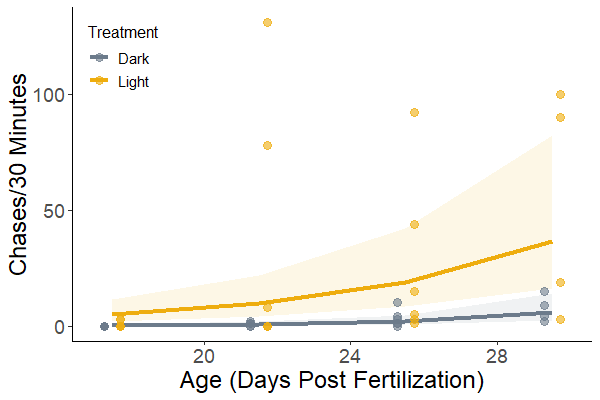 Treatment
Dark
Light
Chases/30 Minutes
100
50
0
20
24
28
Age (Days Post Fertilization)